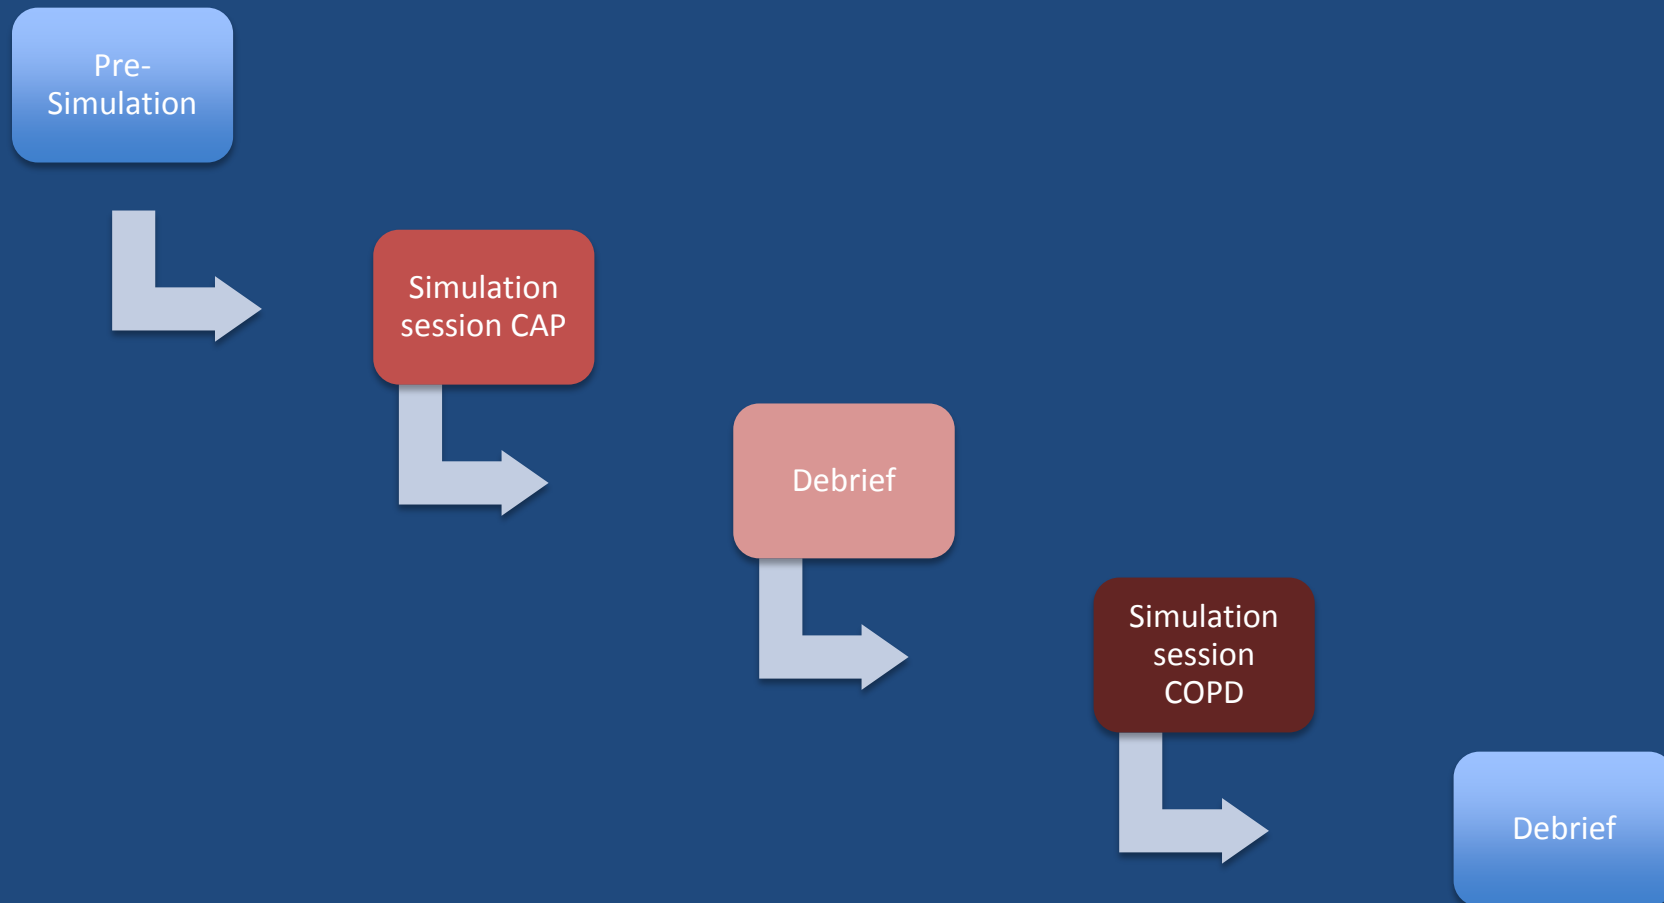 Pre-
Simulation
Simulation
session CAP
Debrief
Simulation
session
COPD
Debrief